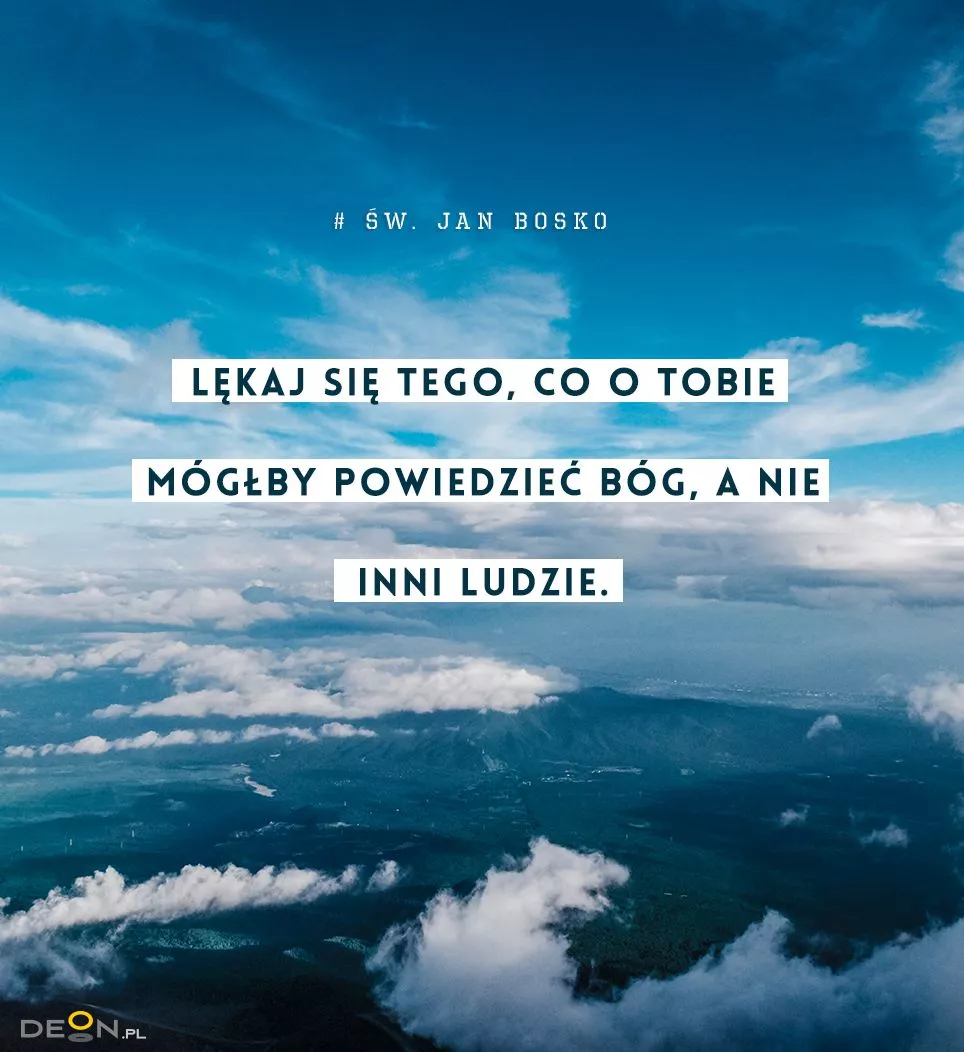 # ŚW. JAN BOSKO
LĘKAJ SIĘ TEGO, CO O TOBIE
MÓGŁBY POWIEDZIEĆ BÓG, A NIE
INNI LUDZIE.
DEON.PL